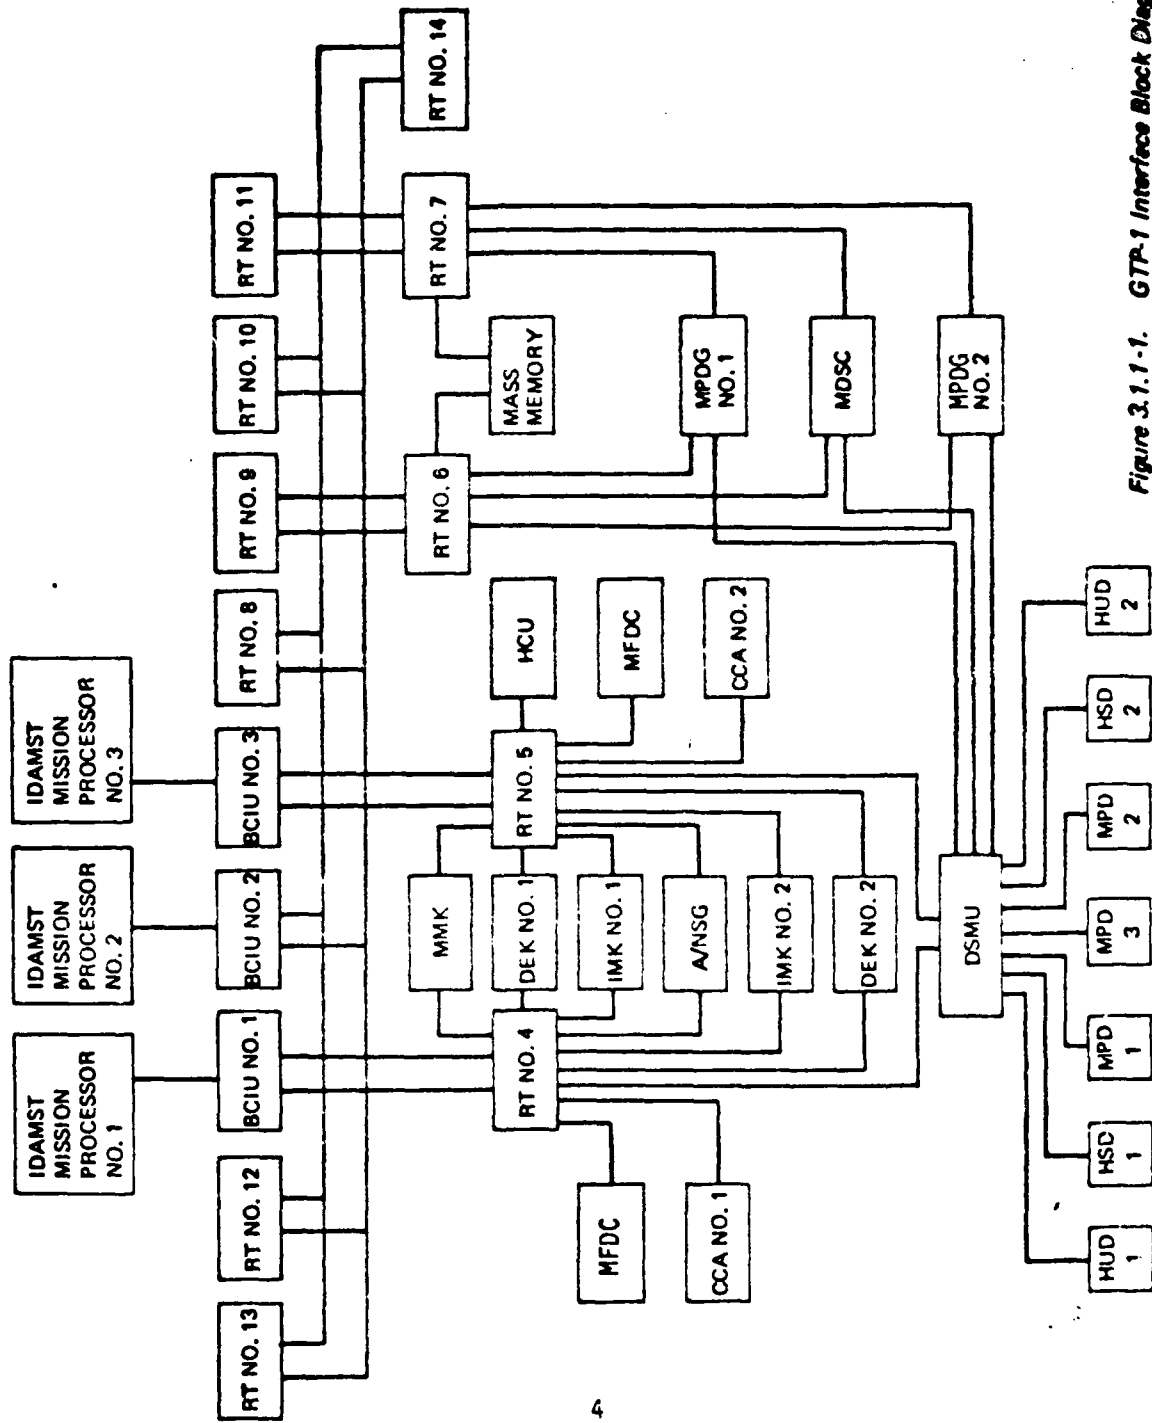 IDAMST
MISSION
PROCESSOR
NO. 1
IDAMST
MISSION
PROCESSOR
NO. 2
IDAMST
MISSION
PROCESSOR
NO. 3
RT NO. 13
RT NO. 12
BCIU NO. 1
BCIU NO. 2
BCIU NO. 3
RT NO. 8
RT NO. 9
RT NO. 10
RT NO. 11
RT NO. 14
RT NO. 4
RT NO. 5
RT NO. 6
RT NO. 7
MMK
DEK NO. 1
IMK NO. 1
A/NSG
IMK NO. 2
DEK NO. 2
HCU
MFDC
CCA NO. 2
MASS
MEMORY
MFDC
CCA NO. 1
MPDG
NO. 1
MDSC
MPDG
NO. 2
DSMU
HUD
1
HSD
1
MPD
1
MPD
3
MPD
2
HSD
2
HUD
2
Figure 3.1.1-1. GTP-1 Interface Block
4